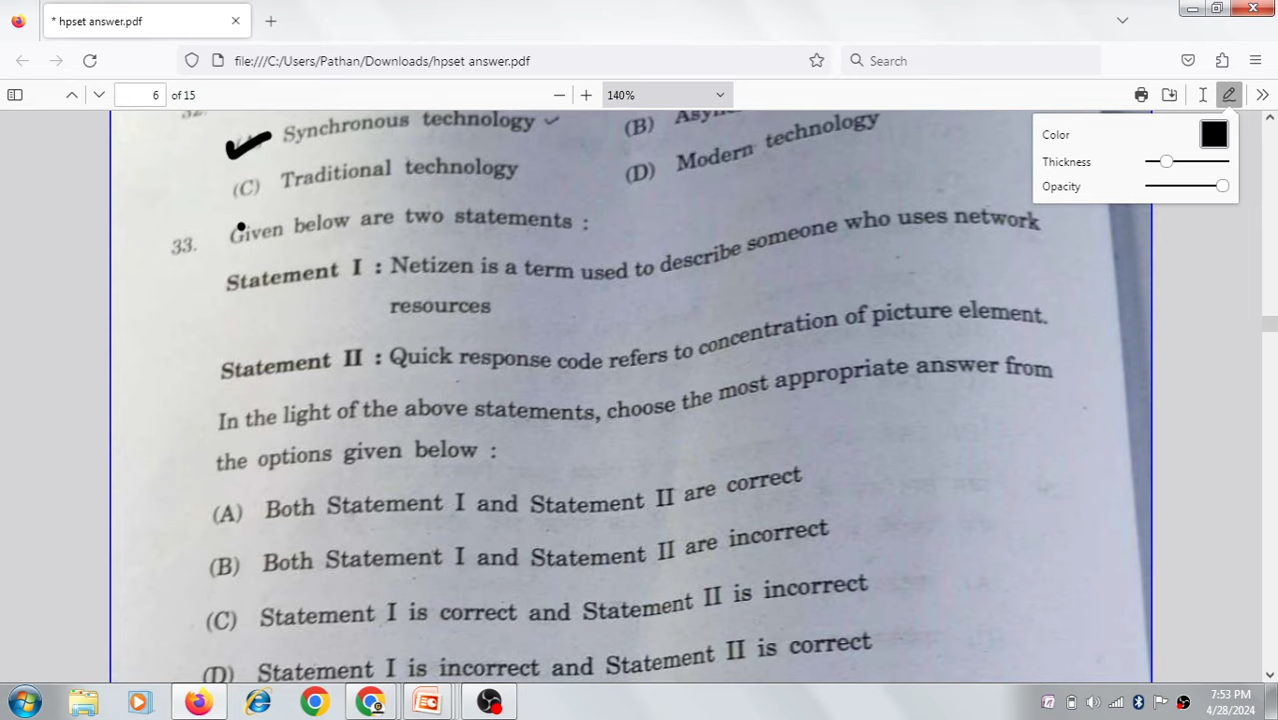 * hpset answer.pdf
file:///C:/Users/Pathan/Downloads/hpset answer.pdf
Search
6 of 15
140%
Color
Thickness
Opacity
Synchronous technology (B)
(C) Traditional technology (D) Modern technology
33. Given below are two statements :
Statement I : Netizen is a term used to describe someone who uses network
resources
Statement II : Quick response code refers to concentration of picture element.
In the light of the above statements, choose the most appropriate answer from
the options given below :
(A) Both Statement I and Statement II are correct
(B) Both Statement I and Statement II are incorrect
(C) Statement I is correct and Statement II is incorrect
(D) Statement I is incorrect and Statement II is correct
7:53 PM
4/28/2024